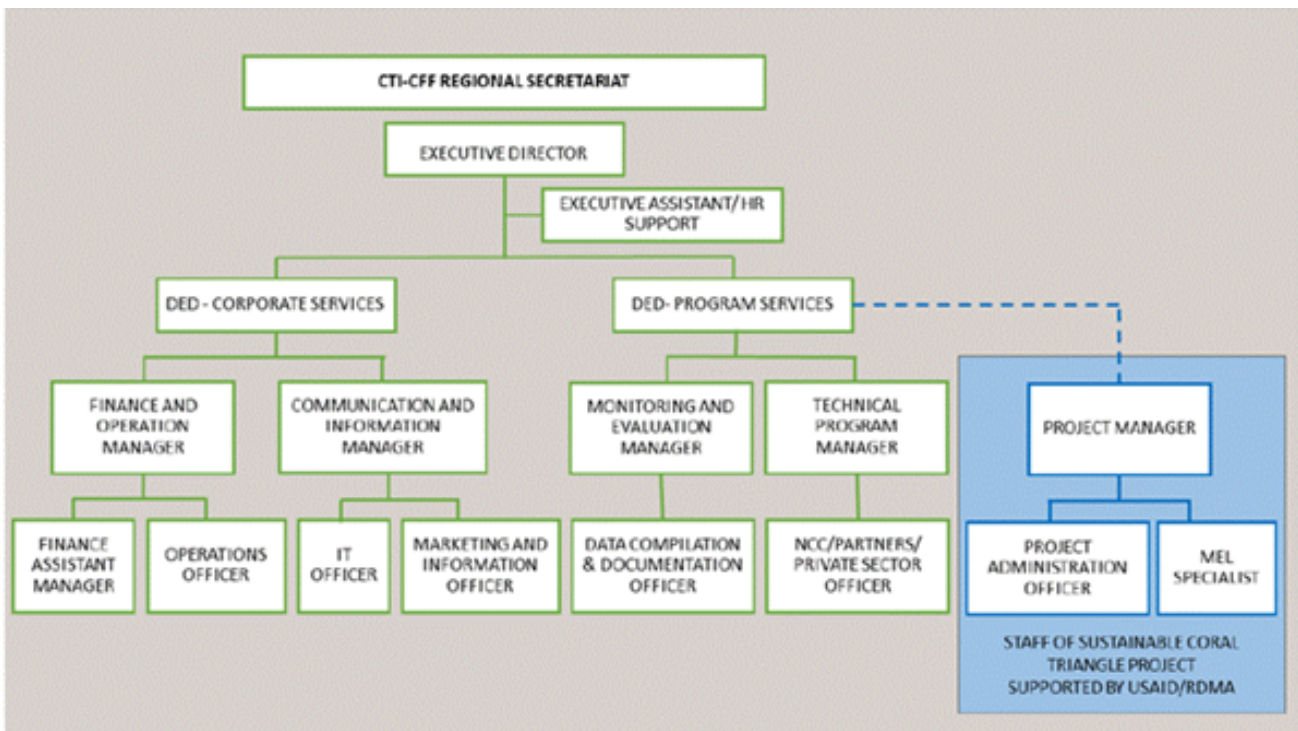 CTI-CFF REGIONAL SECRETARIAT
EXECUTIVE DIRECTOR
EXECUTIVE ASSISTANT/HR
SUPPORT
DED - CORPORATE SERVICES
DED- PROGRAM SERVICES
FINANCE AND
OPERATION
MANAGER
COMMUNICATION AND
INFORMATION
MANAGER
MONITORING AND
EVALUATION
MANAGER
TECHNICAL
PROGRAM
MANAGER
PROJECT MANAGER
FINANCE
ASSISTANT
MANAGER
OPERATIONS
OFFICER
IT
OFFICER
MARKETING AND
INFORMATION
OFFICER
DATA COMPILATION
& DOCUMENTATION
OFFICER
NCC/PARTNERS/
PRIVATE SECTOR
OFFICER
PROJECT
ADMINISTRATION
OFFICER
MEL
SPECIALIST
STAFF OF SUSTAINABLE CORAL
TRIANGLE PROJECT
SUPPORTED BY USAID/RDMA